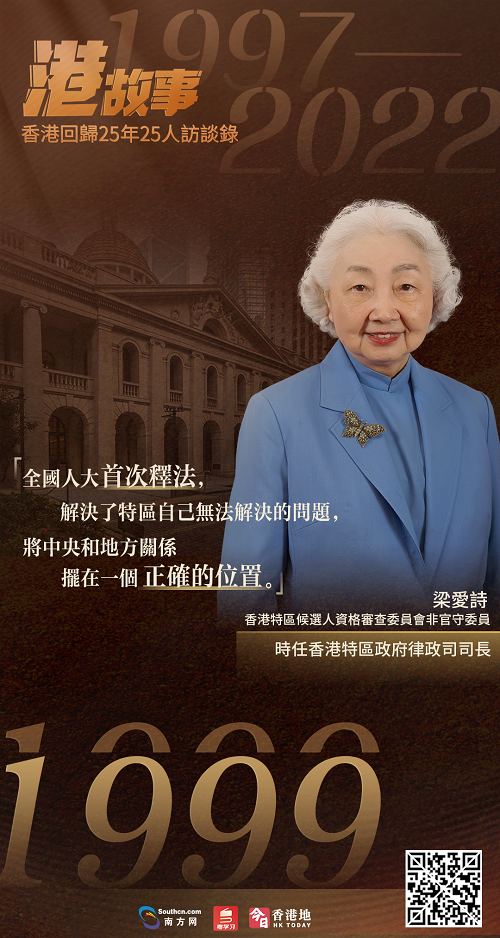 1997—
2022
港故事
香港回歸25年25人訪談錄
「全國人大首次釋法，
解決了特區自己無法解決的問題，
將中央和地方關係
擺在一個正確的位置。」
梁愛詩
香港特區候選人資格審查委員會非官守委員
時任香港特區政府律政司司長
1999
Southcn.com
南方网
粤学习
今日
香港地
HK TODAY